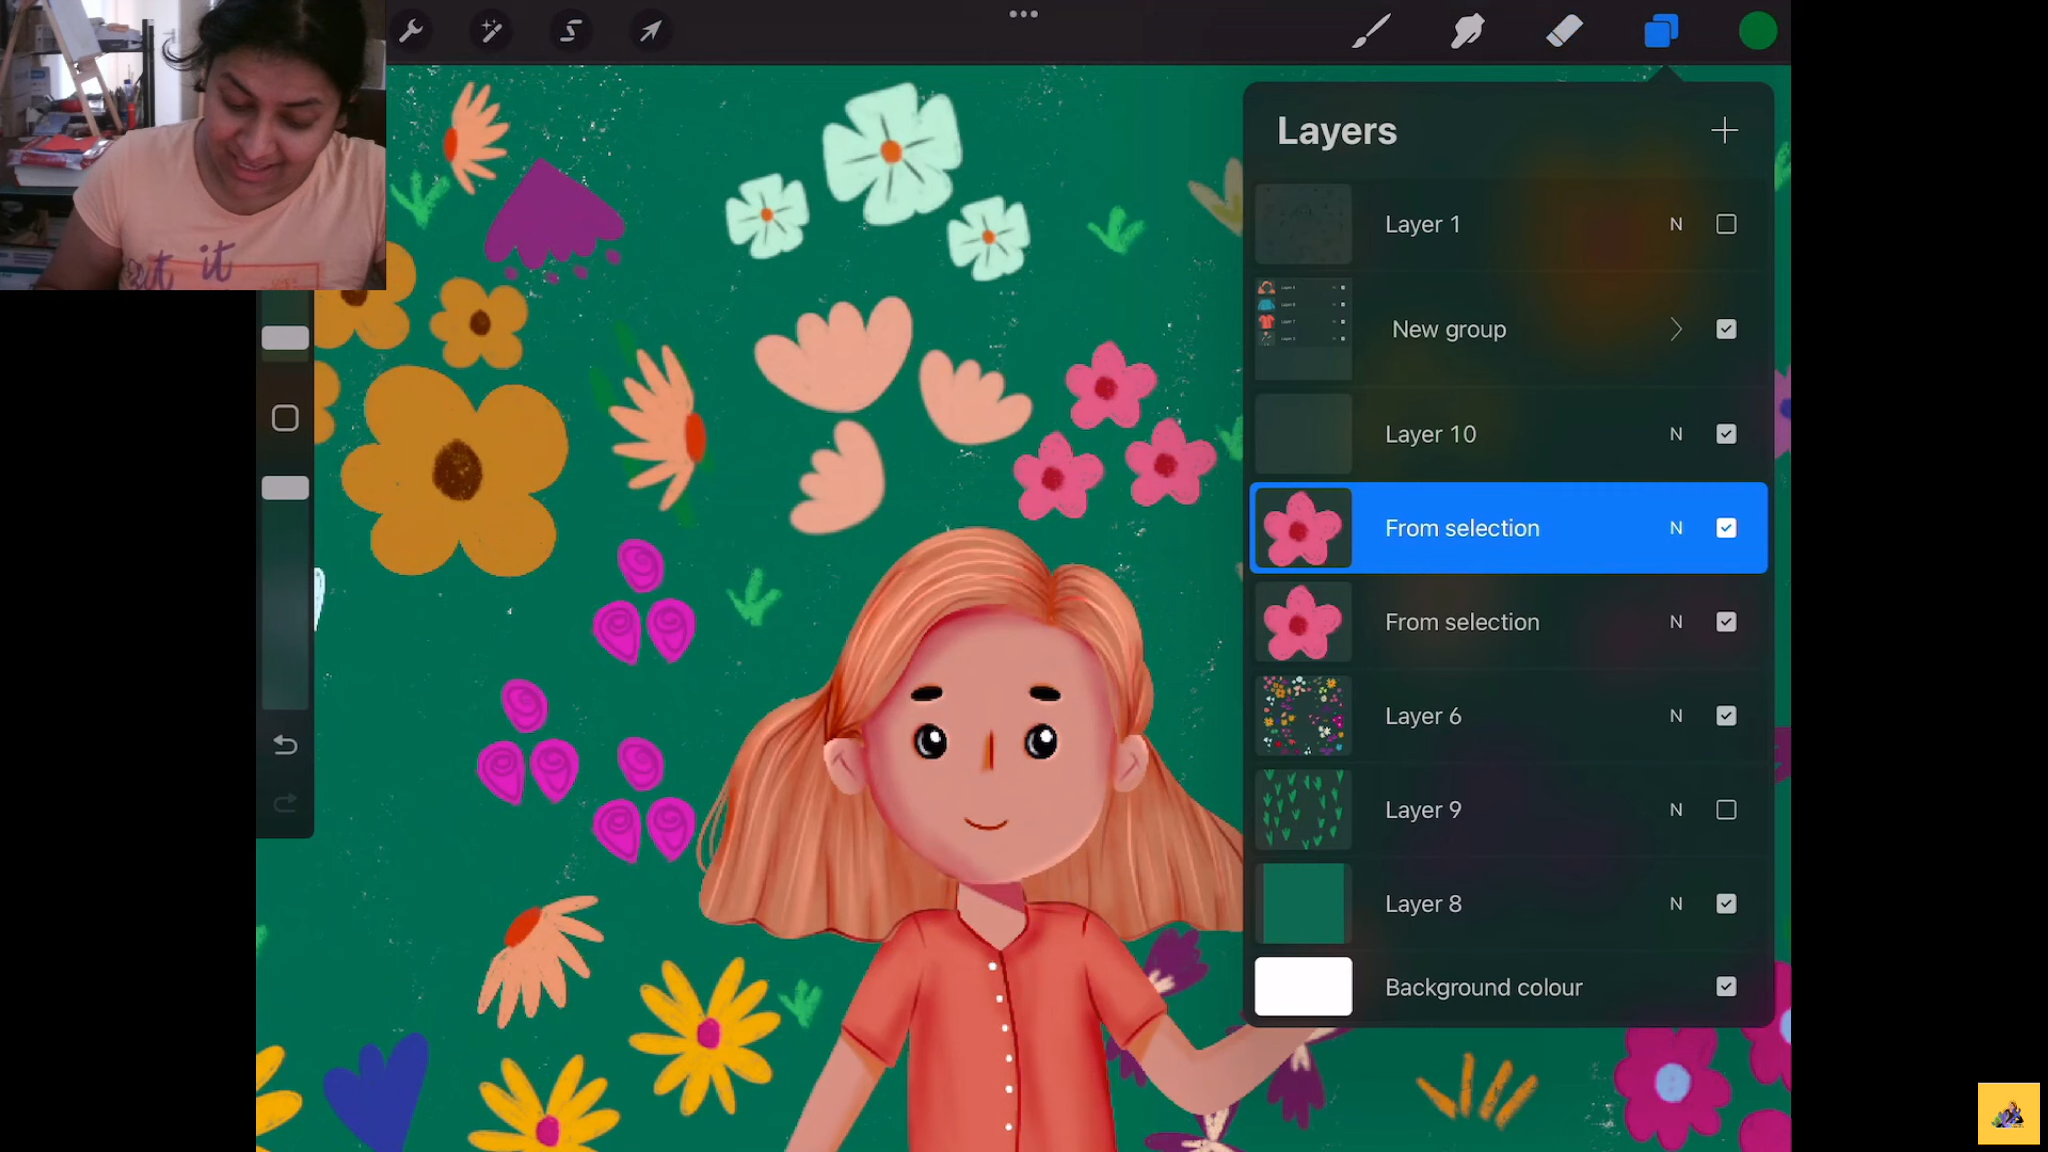 Layers
Layer 1 N
New group
Layer 10 N
From selection N
From selection N
Layer 6 N
Layer 9 N
Layer 8 N
Background colour
it